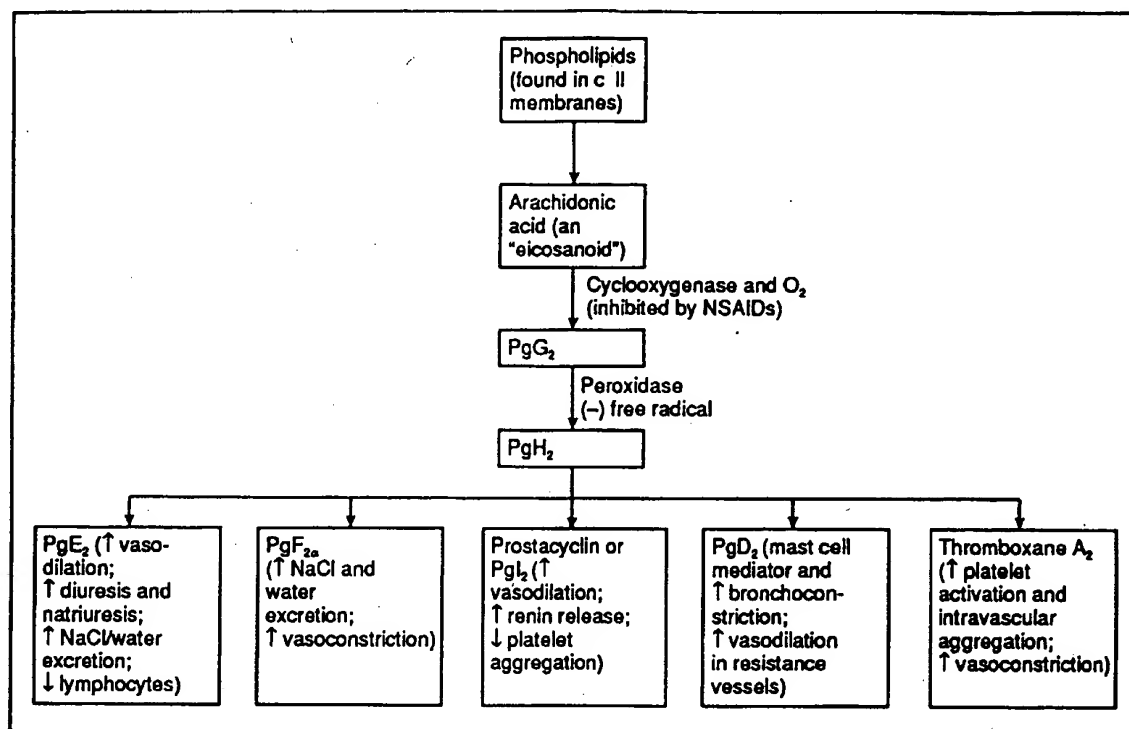 Phospholipids
(found in c ll
membranes)
Arachidonic
acid (an
"eicosanoid")
Cyclooxygenase and O₂
(inhibited by NSAIDs)
PgG₂
Peroxidase
(–) free radical
PgH₂
PgE₂ (↑ vaso-
dilation;
↑ diuresis and
natriuresis;
↑ NaCl/water
excretion;
↓ lymphocytes)
PgF₂α
(↑ NaCl and
water
excretion;
↑ vasoconstriction)
Prostacyclin or
PgI₂ (↑
vasodilation;
↑ renin release;
↓ platelet
aggregation)
PgD₂ (mast cell
mediator and
↑ bronchocon-
striction;
↑ vasodilation
in resistance
vessels)
Thromboxane A₂
(↑ platelet
activation and
intravascular
aggregation;
↑ vasoconstriction)